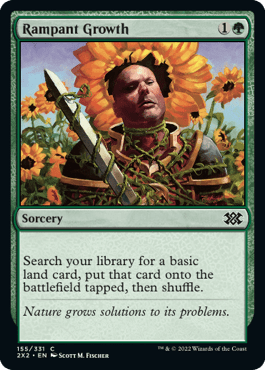 Rampant Growth 1
Sorcery
Search your library for a basic
land card, put that card onto the
battlefield tapped, then shuffle.
Nature grows solutions to its problems.
155/331 C
2X2 • EN Scott M. Fischer
™ & © 2022 Wizards of the Coast